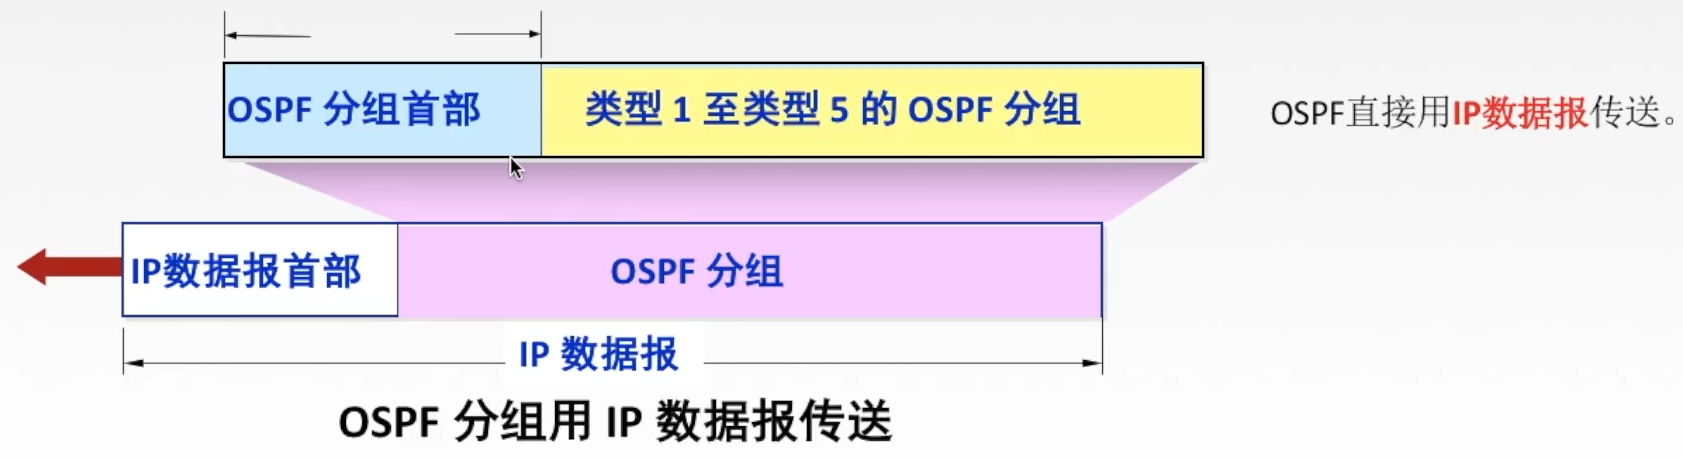 OSPF 分组首部
类型 1 至类型 5 的 OSPF 分组
OSPF直接用IP数据报传送。
IP数据报首部
OSPF 分组
IP 数据报
OSPF 分组用 IP 数据报传送